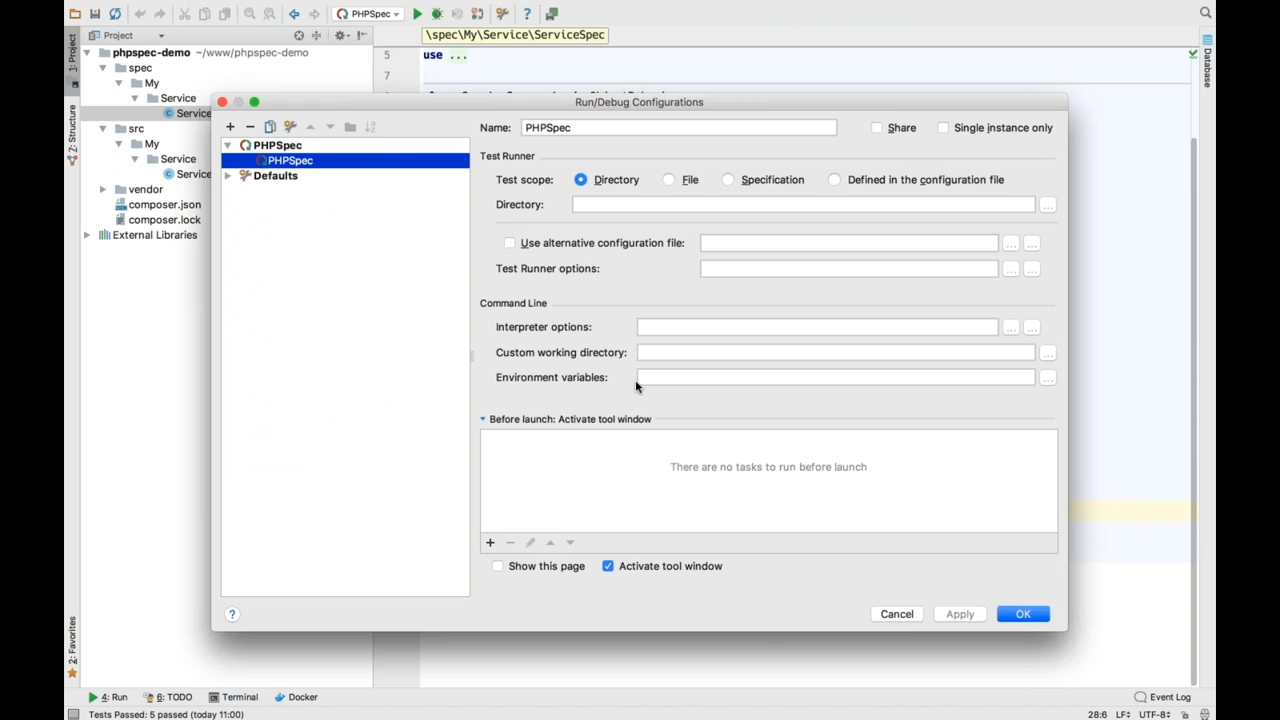 PHPSpec
Project
\spec\My\Service\ServiceSpec
phpspec-demo ~/www/phpspec-demo
spec
My
Service
Service
src
My
Service
Service
vendor
composer.json
composer.lock
External Libraries
1: Project
7: Structure
2: Favorites
Database
5 use ...
7
Run/Debug Configurations
PHPSpec
PHPSpec
Defaults
Name: PHPSpec Share Single instance only
Test Runner
Test scope: Directory File Specification Defined in the configuration file
Directory:
Use alternative configuration file:
Test Runner options:
Command Line
Interpreter options:
Custom working directory:
Environment variables:
Before launch: Activate tool window
There are no tasks to run before launch
Show this page Activate tool window
? Cancel Apply OK
4: Run 6: TODO Terminal Docker Event Log
Tests Passed: 5 passed (today 11:00) 28:6 LF UTF-8